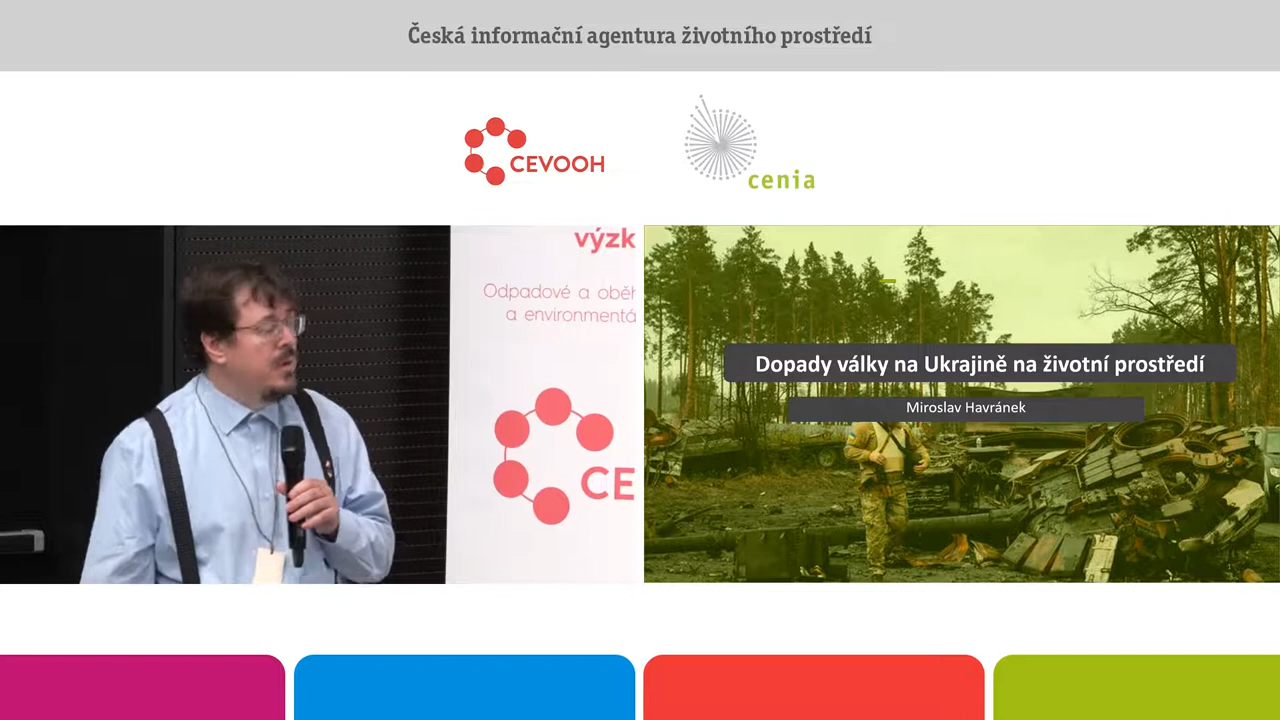 Česká informační agentura životního prostředí
CEVOOH
cenia
výzk
Odpadové a oběh
a environmentá
CE
Dopady války na Ukrajině na životní prostředí
Miroslav Havránek